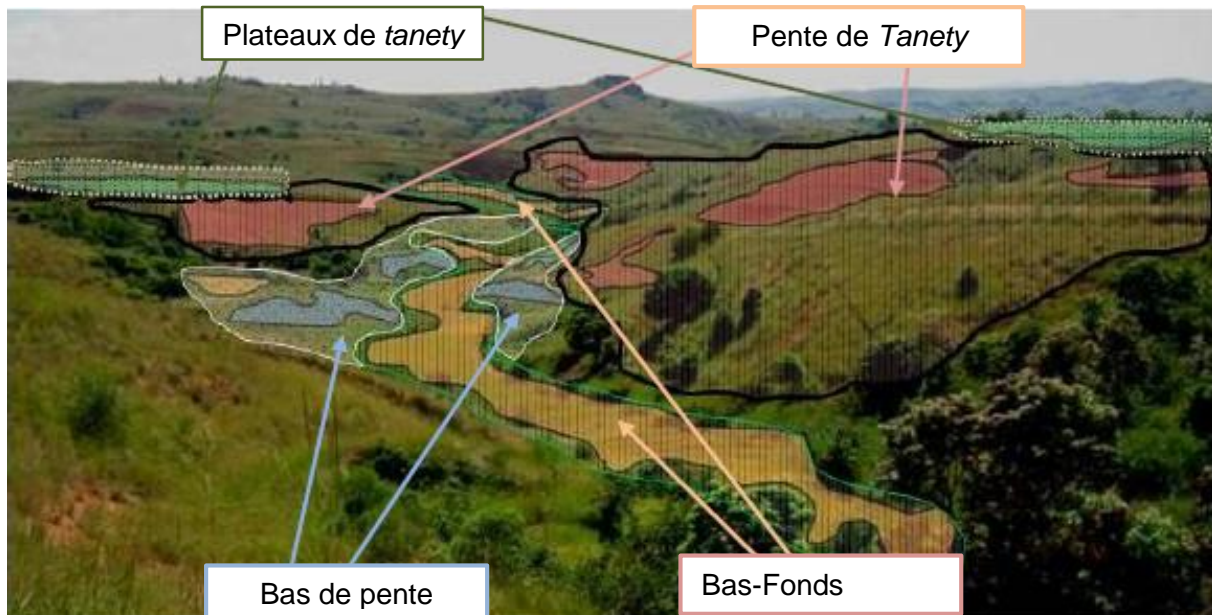 Plateaux de tanety
Pente de Tanety
Bas de pente
Bas-Fonds